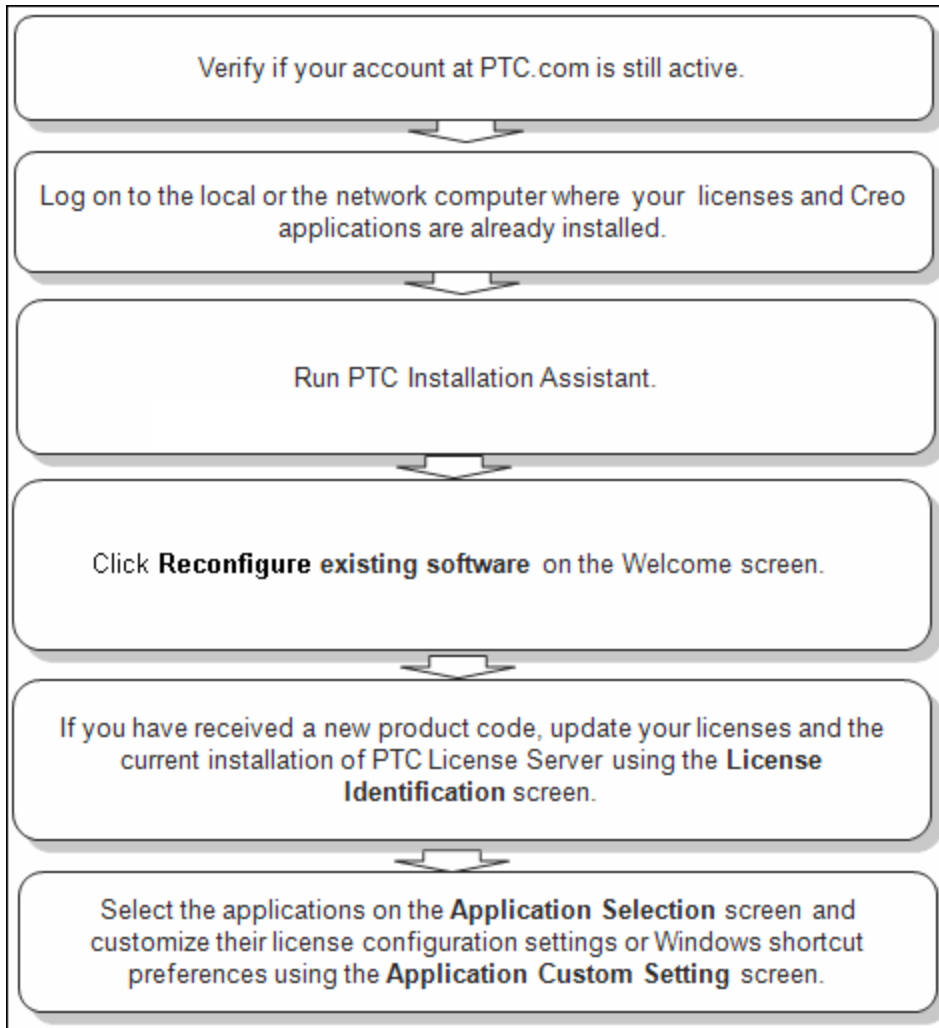 Verify if your account at PTC.com is still active.
Log on to the local or the network computer where your licenses and Creo
applications are already installed.
Run PTC Installation Assistant.
Click Reconfigure existing software on the Welcome screen.
If you have received a new product code, update your licenses and the
current installation of PTC License Server using the License
Identification screen.
Select the applications on the Application Selection screen and
customize their license configuration settings or Windows shortcut
preferences using the Application Custom Setting screen.